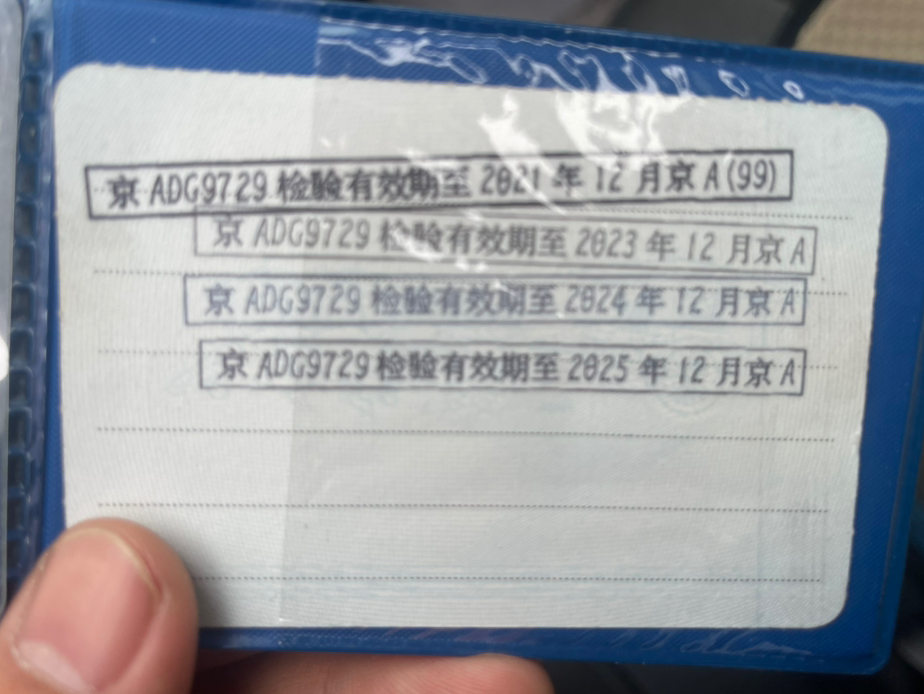 京 ADG9729 检验有效期至 2021 年 12 月京 A(99)
京 ADG9729 检验有效期至 2023 年 12 月京 A
京 ADG9729 检验有效期至 2024 年 12 月京 A
京 ADG9729 检验有效期至 2025 年 12 月京 A